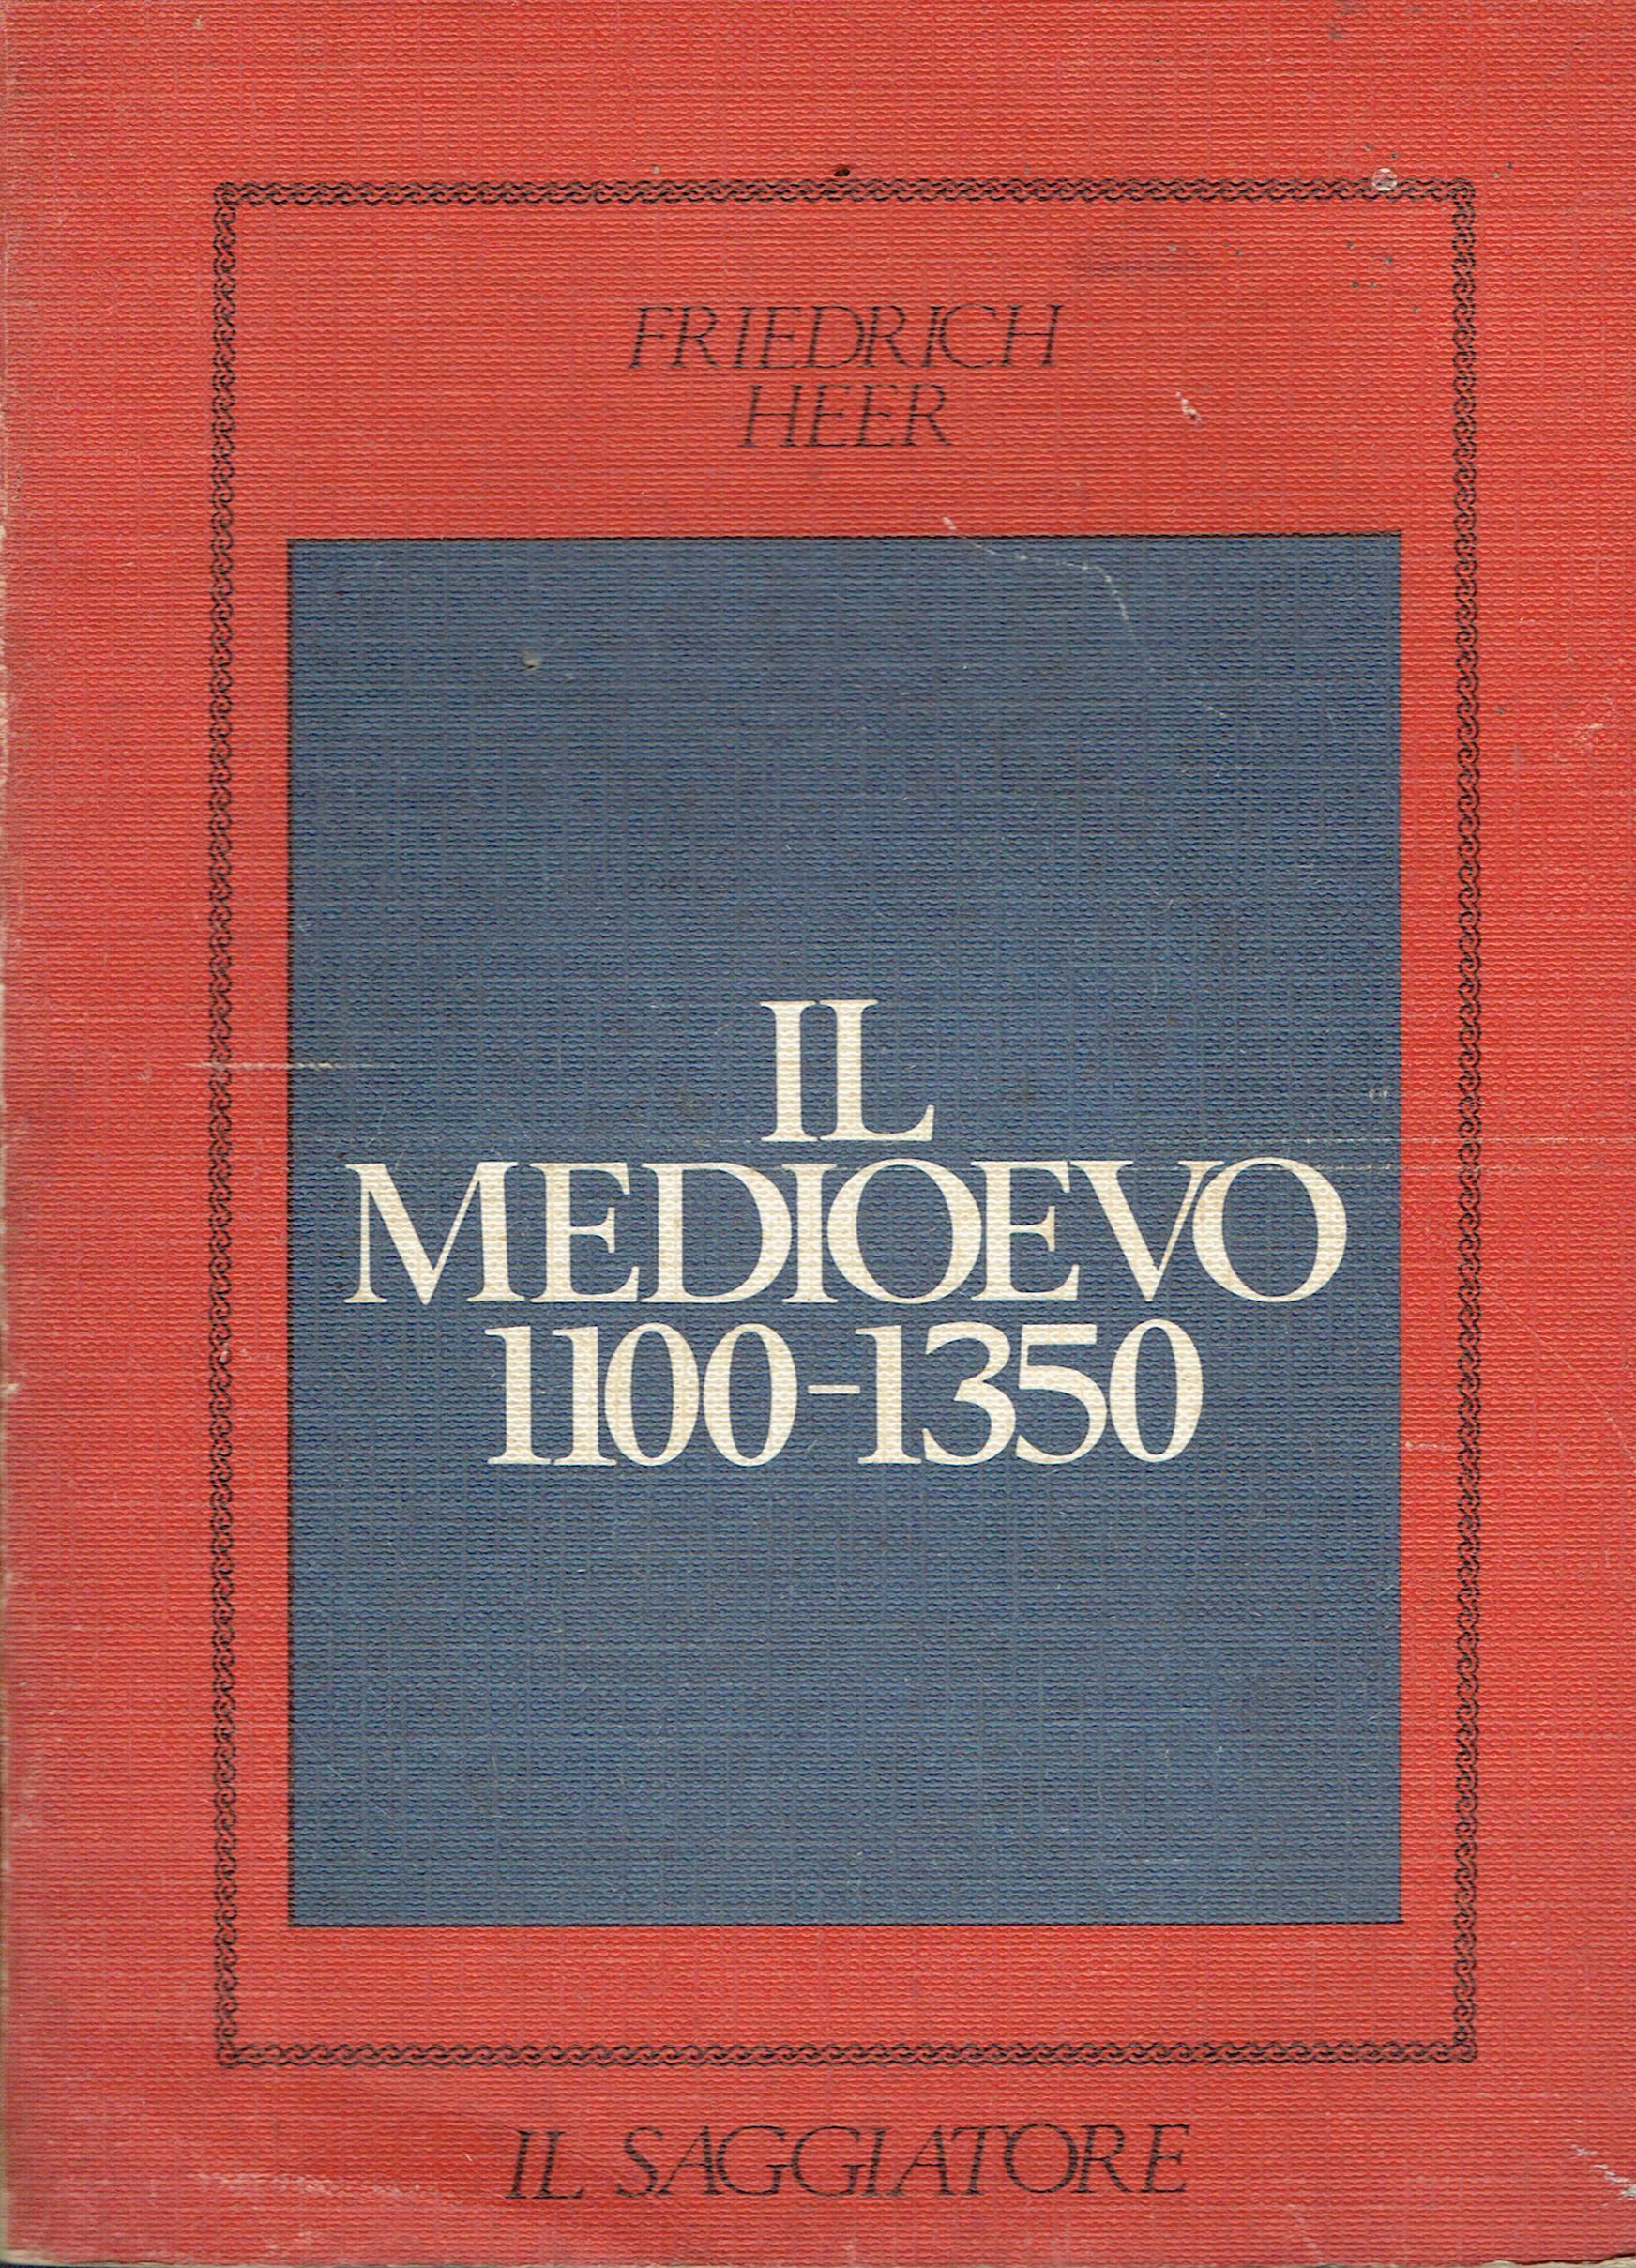 FRIEDRICH
HEER
IL
MEDIOEVO
1100-1350
IL SAGGIATORE